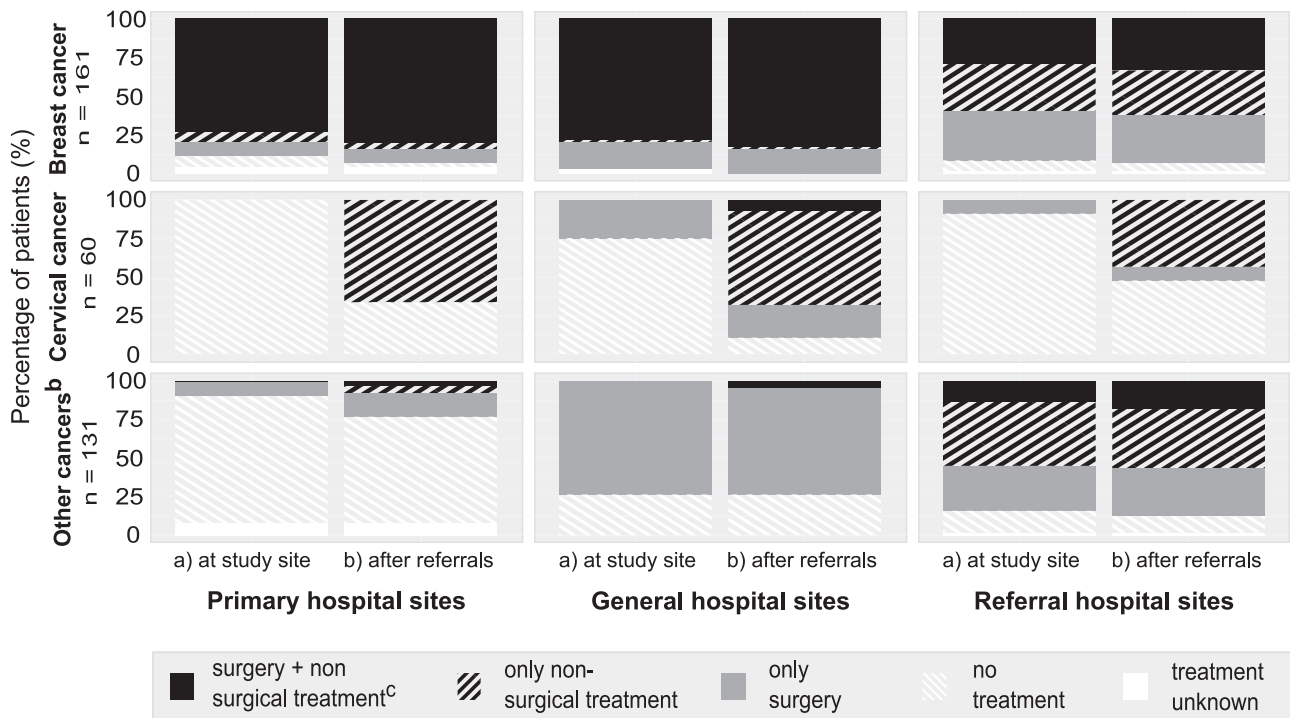 Percentage of patients (%)
Breast cancer
n = 161
100
75
50
25
0
Cervical cancer
n = 60
100
75
50
25
0
Other cancersᵇ
n = 131
100
75
50
25
0
a) at study site b) after referrals a) at study site b) after referrals a) at study site b) after referrals
Primary hospital sites General hospital sites Referral hospital sites
surgery + non
surgical treatmentᶜ
only non-
surgical treatment
only
surgery
no
treatment
treatment
unknown